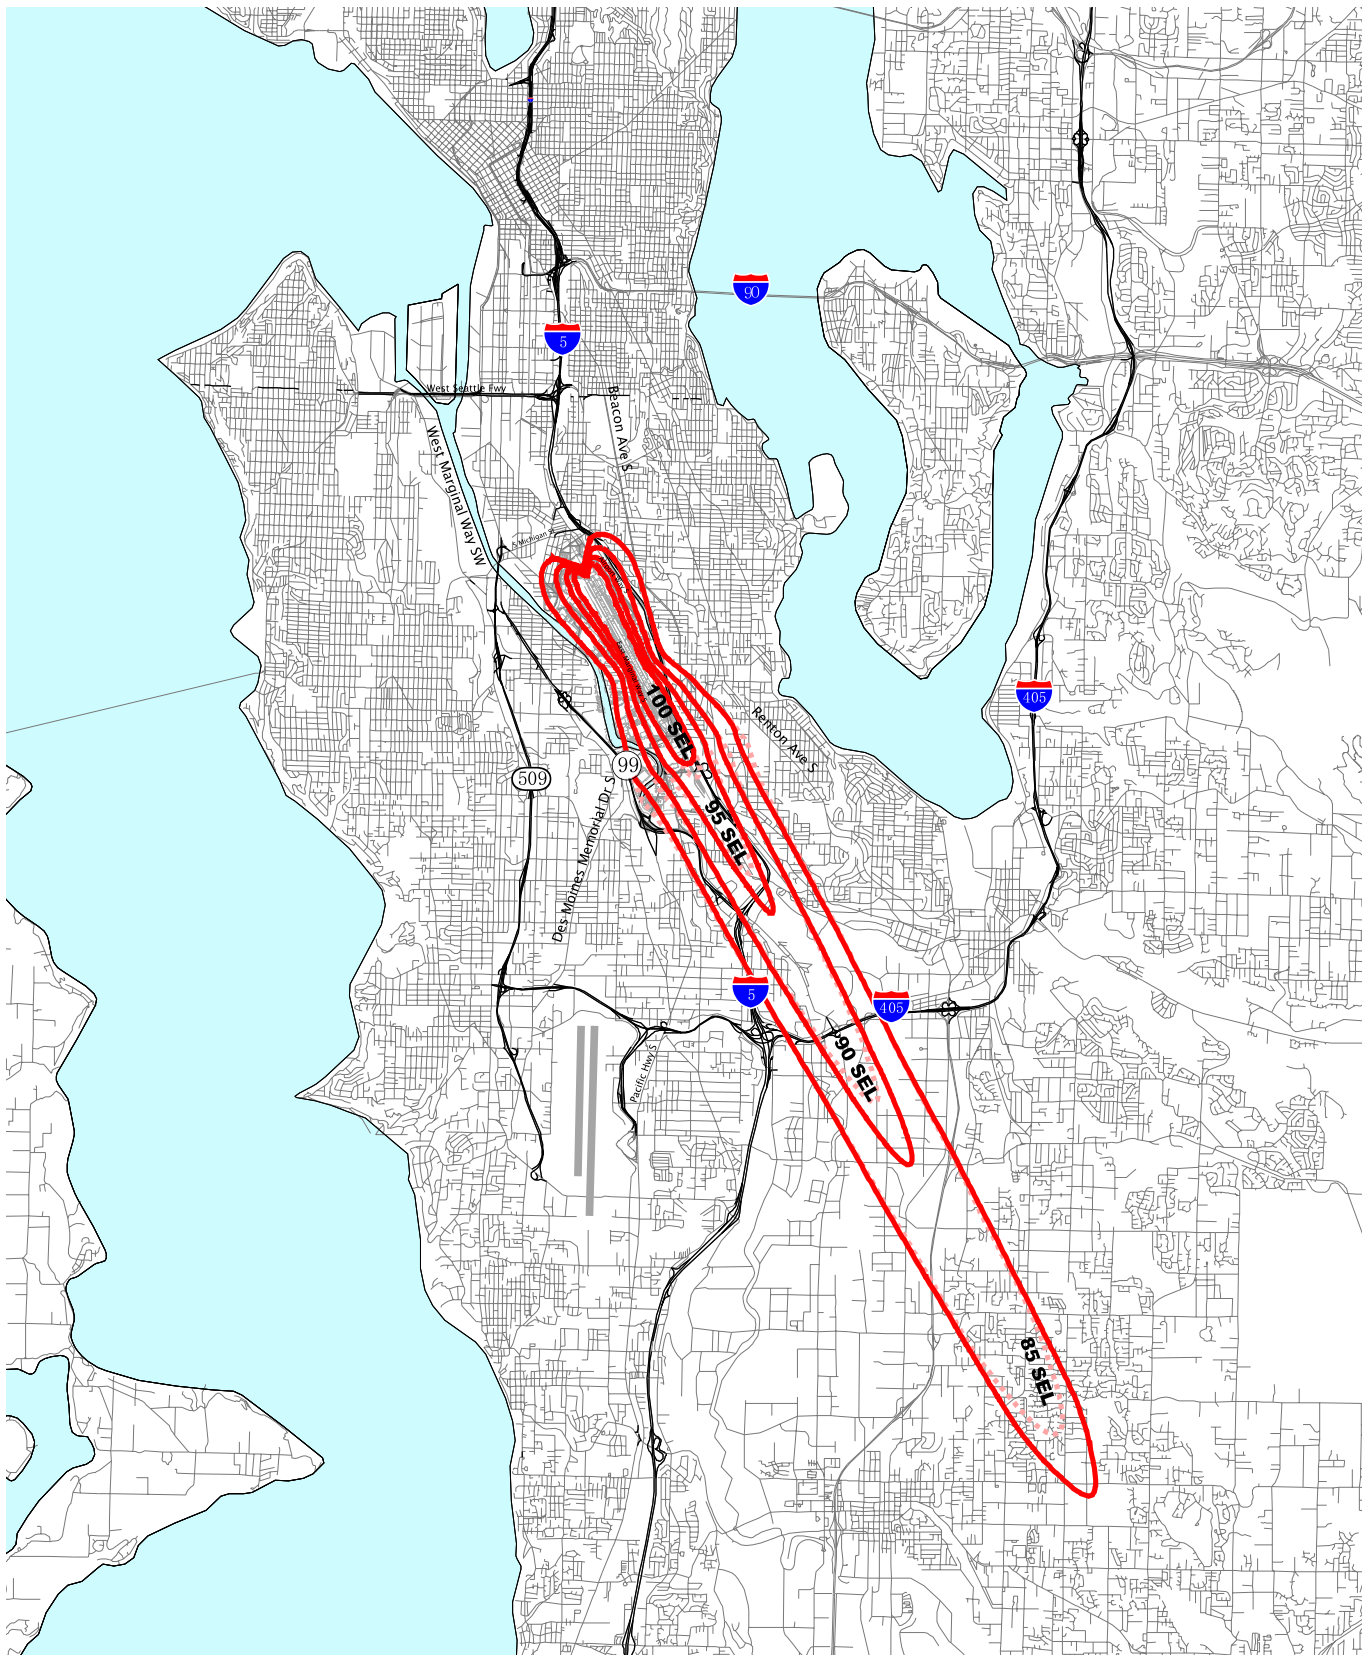 90
5
West Seattle Fwy
Beacon Ave S
West Marginal Way SW
S Michigan S
405
100 SEL
Renton Ave S
99
509
Des Moines Memorial Dr S
95 SEL
5
405
90 SEL
Pacific Hwy S
85 SEL